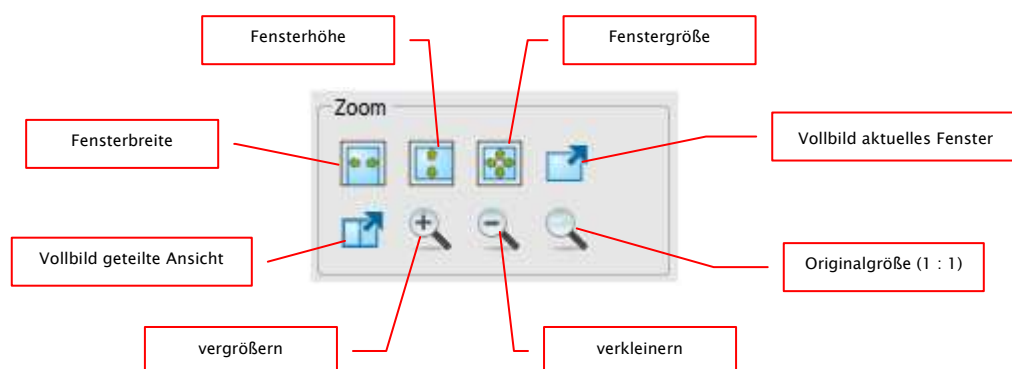 Fensterhöhe
Fenstergröße
Zoom
Fensterbreite
Vollbild aktuelles Fenster
Vollbild geteilte Ansicht
Originalgröße (1 : 1)
vergrößern
verkleinern